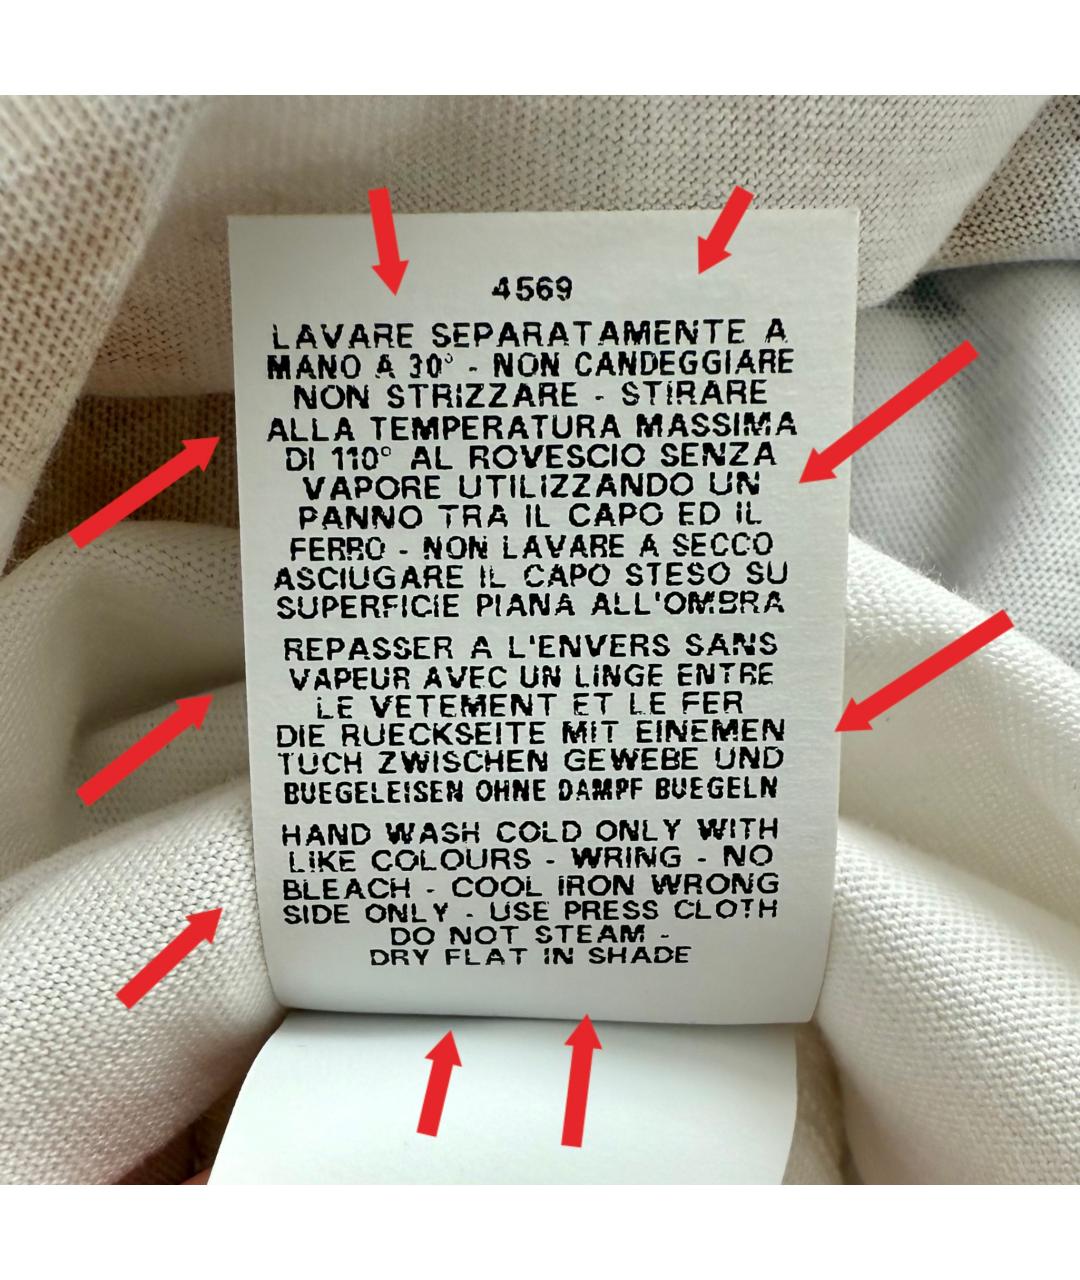 4569
LAVARE SEPARATAMENTE A
MANO A 30° - NON CANDEGGIARE
NON STRIZZARE - STIRARE
ALLA TEMPERATURA MASSIMA
DI 110° AL ROVESCIO SENZA
VAPORE UTILIZZANDO UN
PANNO TRA IL CAPO ED IL
FERRO - NON LAVARE A SECCO
ASCIUGARE IL CAPO STESO SU
SUPERFICIE PIANA ALL'OMBRA
REPASSER A L'ENVERS SANS
VAPEUR AVEC UN LINGE ENTRE
LE VETEMENT ET LE FER
DIE RUECKSEITE MIT EINEMEN
TUCH ZWISCHEN GEWEBE UND
BUEGELEISEN OHNE DAMPF BUEGELN
HAND WASH COLD ONLY WITH
LIKE COLOURS - WRING - NO
BLEACH - COOL IRON WRONG
SIDE ONLY - USE PRESS CLOTH
DO NOT STEAM -
DRY FLAT IN SHADE